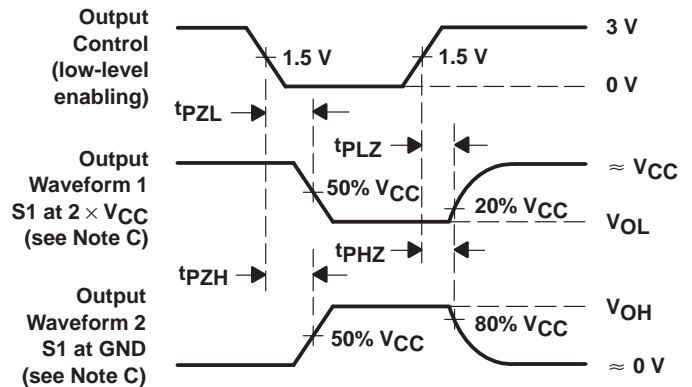 Output
Control
(low-level
enabling)
1.5 V
1.5 V
3 V
0 V
tPZL
tPLZ
Output
Waveform 1
S1 at 2 × VCC
(see Note C)
50% VCC
20% VCC
≈ VCC
VOL
tPZH
tPHZ
Output
Waveform 2
S1 at GND
(see Note C)
50% VCC
80% VCC
VOH
≈ 0 V